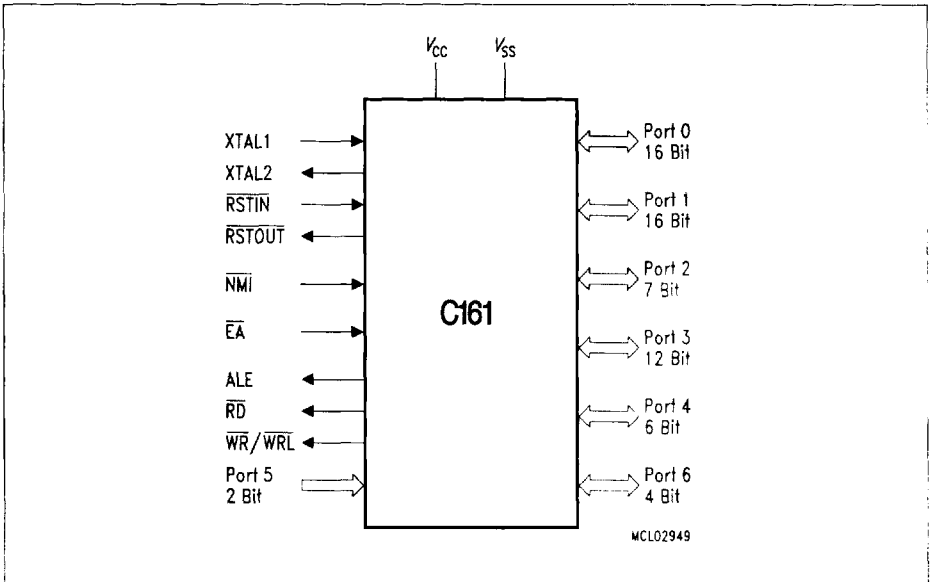 VCC
VSS
XTAL1
XTAL2
RSTIN
RSTOUT
NMI
EA
ALE
RD
WR/WRL
Port 5
2 Bit
C161
Port 0
16 Bit
Port 1
16 Bit
Port 2
7 Bit
Port 3
12 Bit
Port 4
6 Bit
Port 6
4 Bit
MCL02949